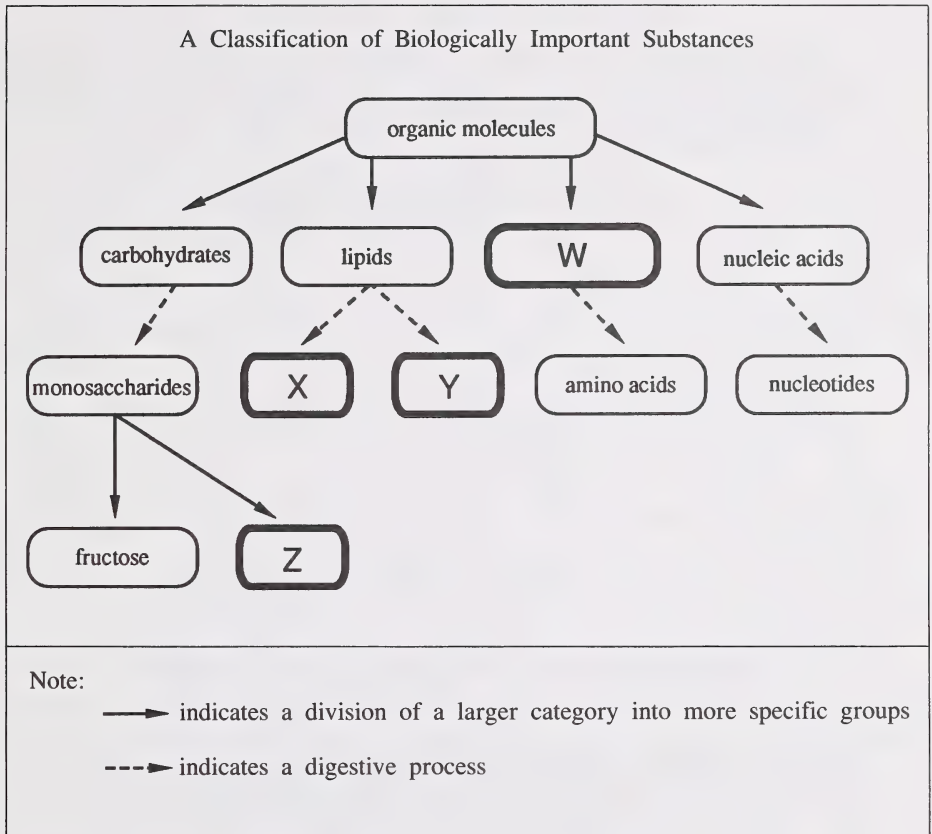 A Classification of Biologically Important Substances
organic molecules
carbohydrates
lipids
W
nucleic acids
monosaccharides
X
Y
amino acids
nucleotides
fructose
Z
Note:
indicates a division of a larger category into more specific groups
indicates a digestive process